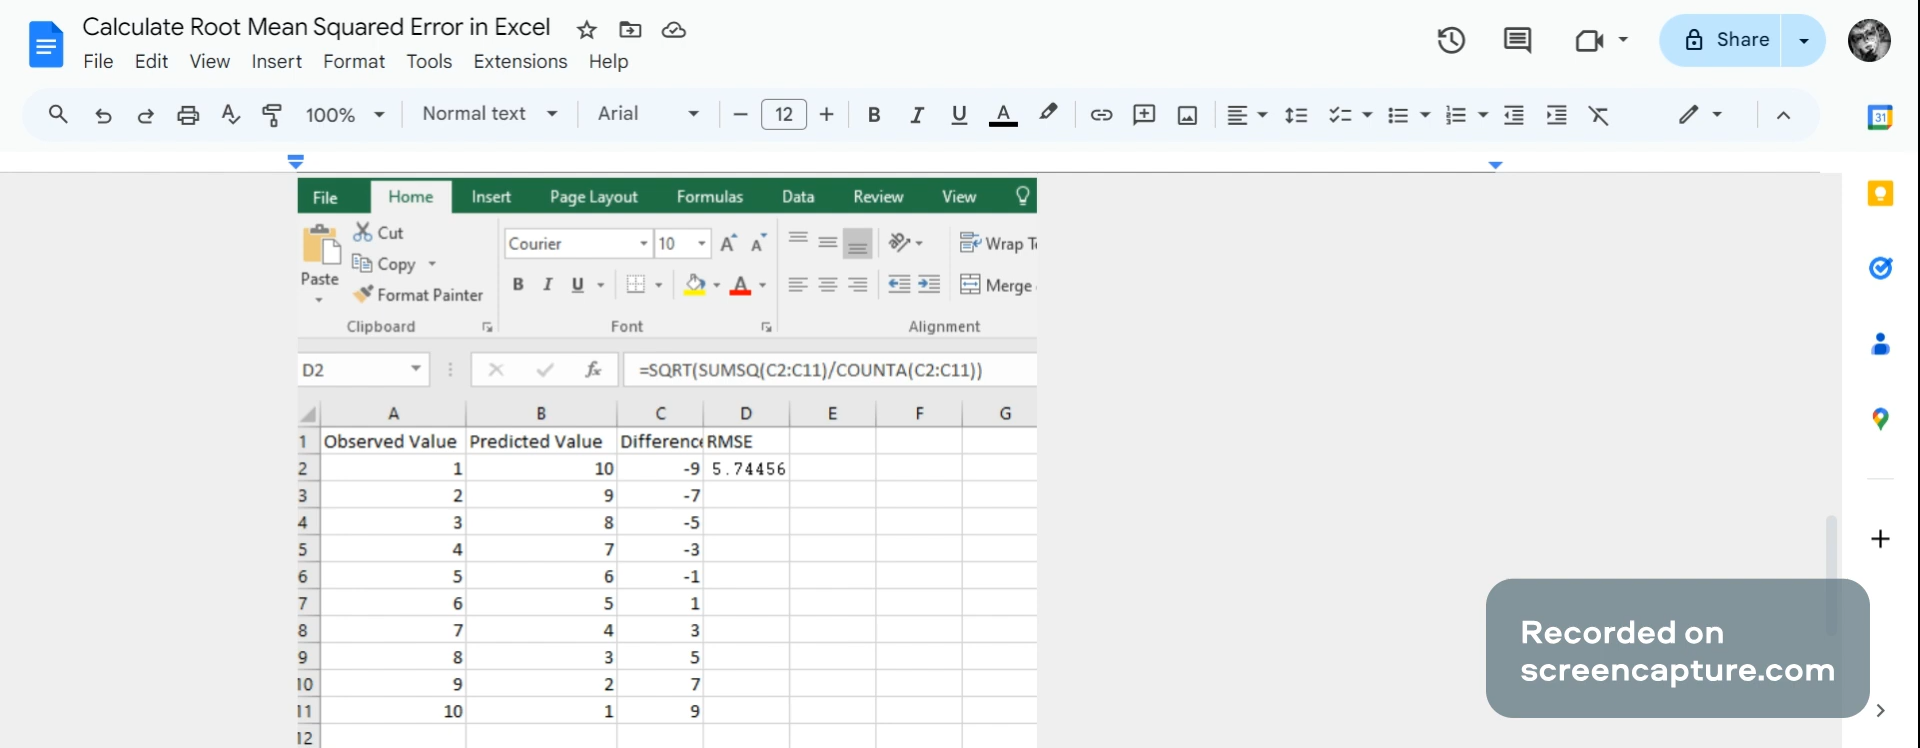 Calculate Root Mean Squared Error in Excel
File Edit View Insert Format Tools Extensions Help
Share
100% Normal text Arial 12 B I U A
31
File Home Insert Page Layout Formulas Data Review View
Cut
Courier 10 A A Wrap T
Copy
Paste
B I U A Merge
Format Painter
Clipboard Font Alignment
D2 fx =SQRT(SUMSQ(C2:C11)/COUNTA(C2:C11))
A B C D E F G
1 Observed Value Predicted Value Difference RMSE
2 1 10 -9 5.74456
3 2 9 -7
4 3 8 -5
5 4 7 -3
6 5 6 -1
7 6 5 1
8 7 4 3
9 8 3 5
10 9 2 7
11 10 1 9
12
Recorded on
screencapture.com